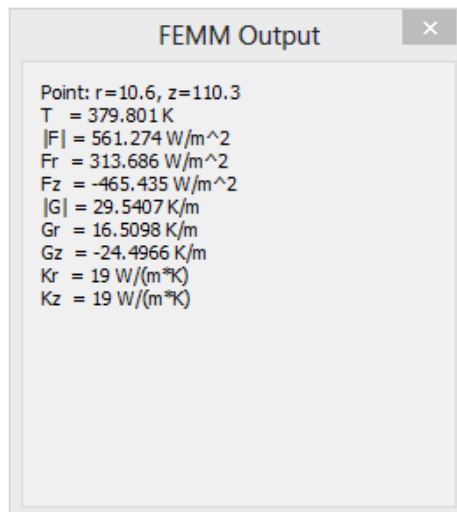 FEMM Output
Point: r=10.6, z=110.3
T = 379.801 K
|F| = 561.274 W/m^2
Fr = 313.686 W/m^2
Fz = -465.435 W/m^2
|G| = 29.5407 K/m
Gr = 16.5098 K/m
Gz = -24.4966 K/m
Kr = 19 W/(m*K)
Kz = 19 W/(m*K)